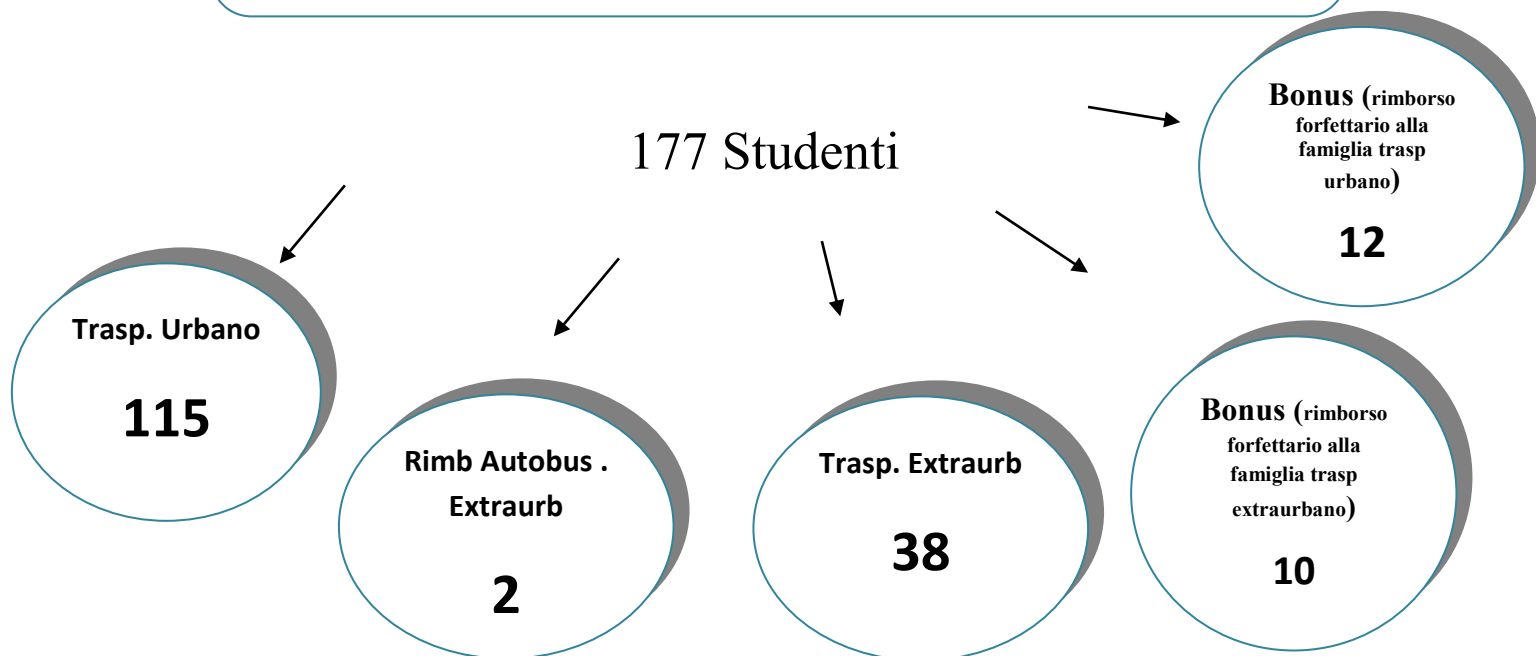 177 Studenti
Bonus (rimborso
forfettario alla
famiglia trasp
urbano)
12
Trasp. Urbano
115
Rimb Autobus .
Extraurb
2
Trasp. Extraurb
38
Bonus (rimborso
forfettario alla
famiglia trasp
extraurbano)
10